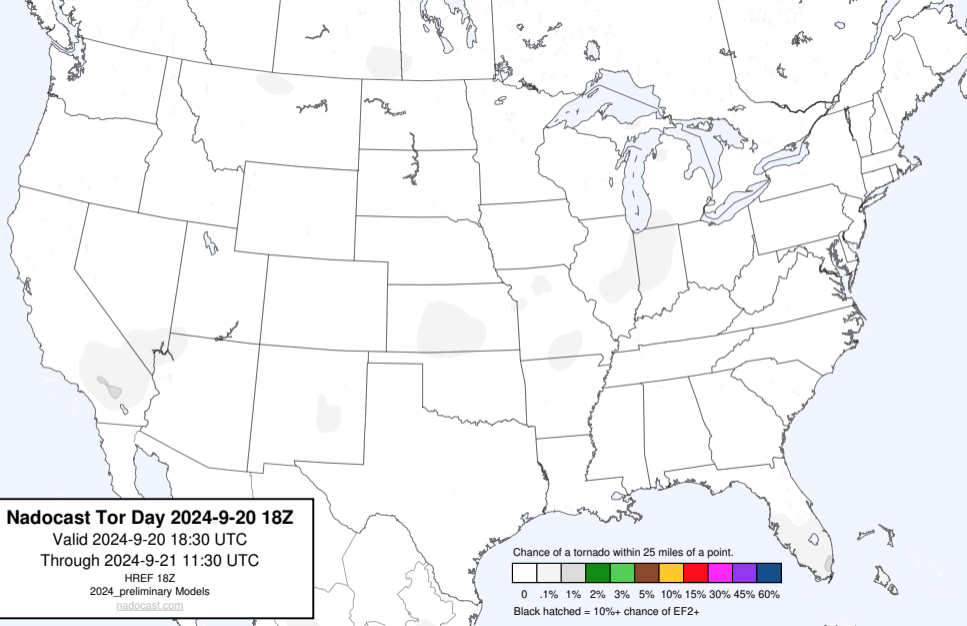 Nadocast Tor Day 2024-9-20 18Z
Valid 2024-9-20 18:30 UTC
Through 2024-9-21 11:30 UTC
HREF 18Z
2024_preliminary Models
nadocast.com
Chance of a tornado within 25 miles of a point.
0 .1% 1% 2% 3% 5% 10% 15% 30% 45% 60%
Black hatched = 10%+ chance of EF2+